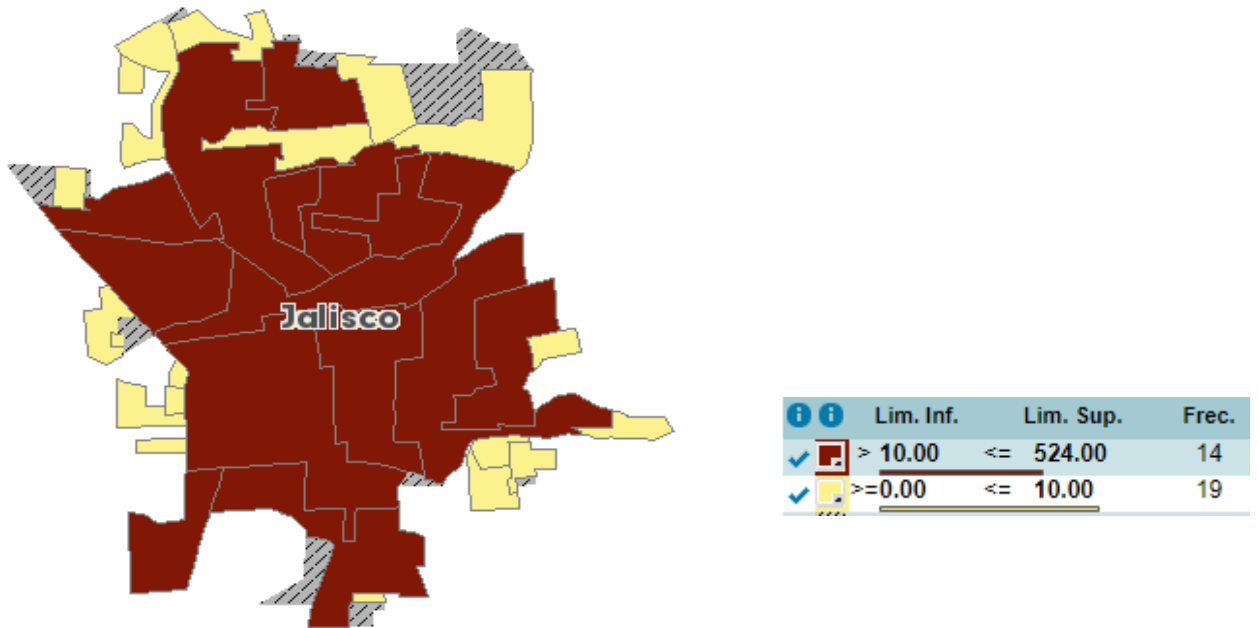 Jalisco
Lim. Inf. Lim. Sup. Frec.
> 10.00 <= 524.00 14
>=0.00 <= 10.00 19